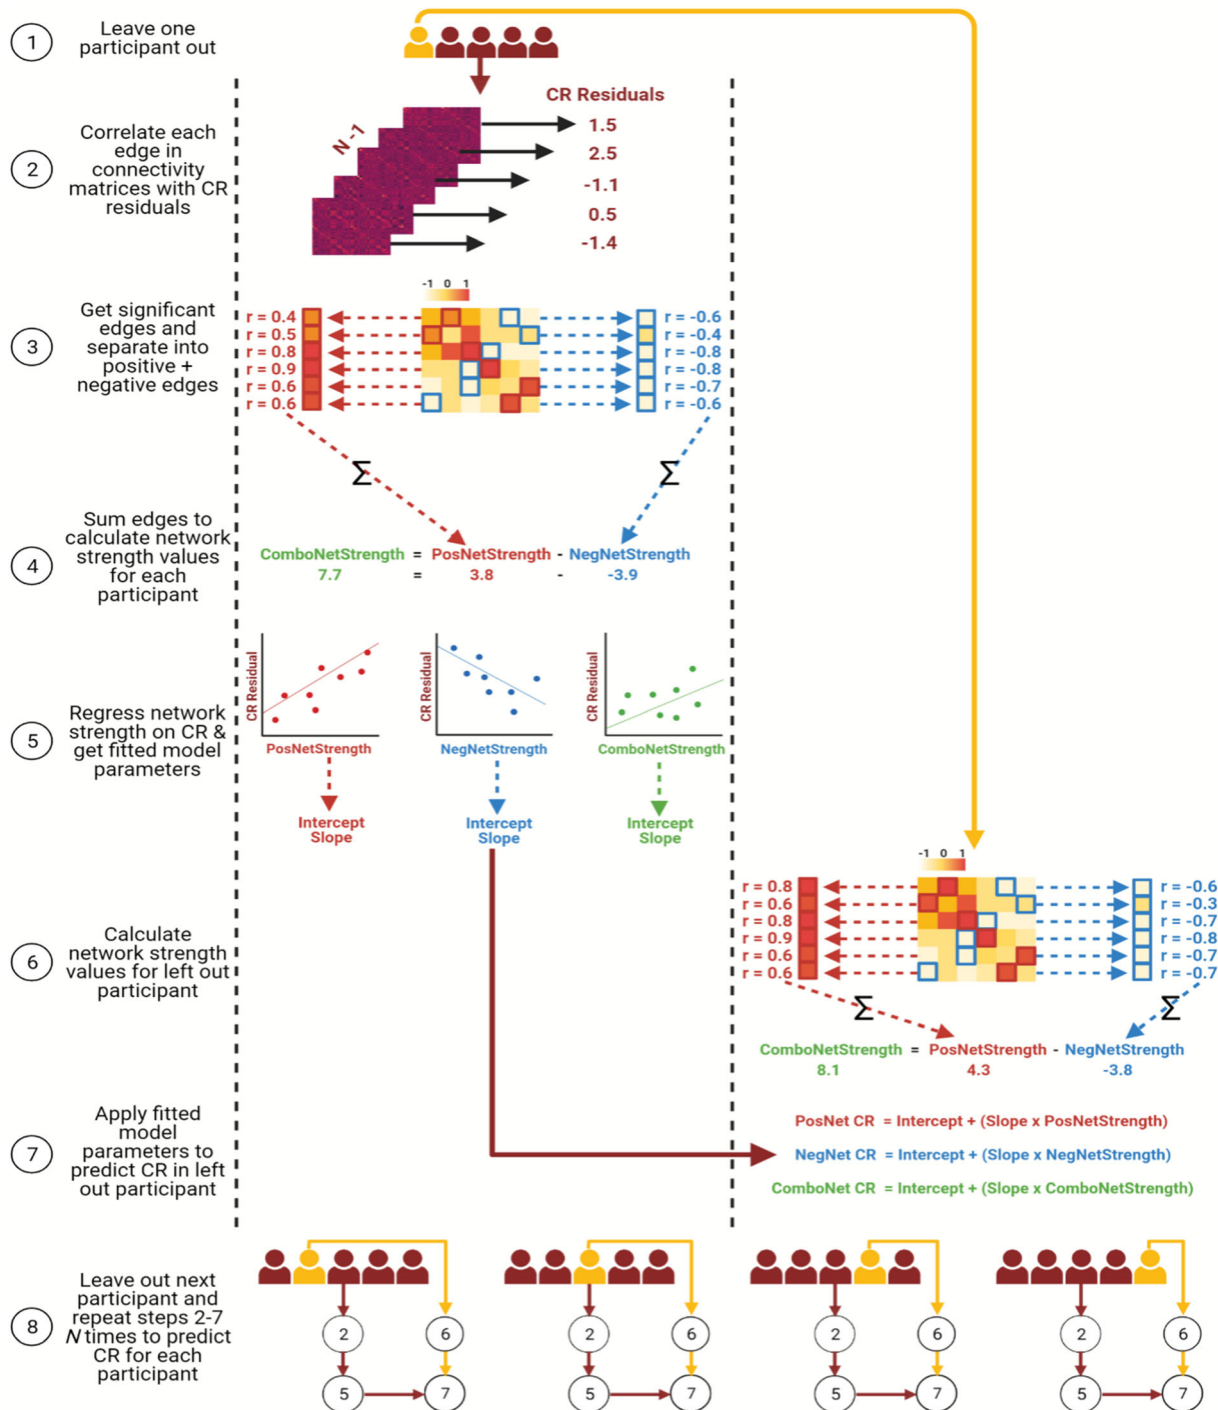 1
Leave one
participant out
2
Correlate each
edge in
connectivity
matrices with CR
residuals
N -1
CR Residuals
1.5
2.5
-1.1
0.5
-1.4
3
Get significant
edges and
separate into
positive +
negative edges
-1 0 1
r = 0.4
r = 0.5
r = 0.8
r = 0.9
r = 0.6
r = 0.6
r = -0.6
r = -0.4
r = -0.8
r = -0.8
r = -0.7
r = -0.6
Σ
Σ
4
Sum edges to
calculate network
strength values
for each
participant
ComboNetStrength = PosNetStrength - NegNetStrength
7.7 = 3.8 - -3.9
5
Regress network
strength on CR &
get fitted model
parameters
CR Residual
PosNetStrength
Intercept
Slope
CR Residual
NegNetStrength
Intercept
Slope
CR Residual
ComboNetStrength
Intercept
Slope
6
Calculate
network strength
values for left out
participant
-1 0 1
r = 0.8
r = 0.6
r = 0.8
r = 0.9
r = 0.6
r = 0.6
r = -0.6
r = -0.3
r = -0.7
r = -0.8
r = -0.7
r = -0.7
Σ
Σ
ComboNetStrength = PosNetStrength - NegNetStrength
8.1 4.3 -3.8
7
Apply fitted
model
parameters to
predict CR in left
out participant
PosNet CR = Intercept + (Slope x PosNetStrength)
NegNet CR = Intercept + (Slope x NegNetStrength)
ComboNet CR = Intercept + (Slope x ComboNetStrength)
8
Leave out next
participant and
repeat steps 2-7
N times to predict
CR for each
participant
2 6
5 7
2 6
5 7
2 6
5 7
2 6
5 7